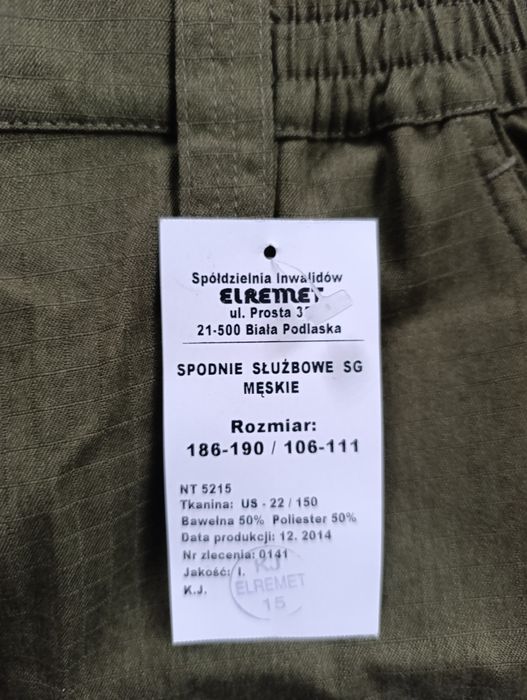 Spółdzielnia Inwalidów
ELREMET
ul. Prosta
21-500 Biała Podlaska
SPODNIE SŁUŻBOWE SG
MĘSKIE
Rozmiar:
186-190 / 106-111
NT 5215
Tkanina: US - 22 / 150
Bawełna 50% Poliester 50%
Data produkcji: 12. 2014
Nr zlecenia: 0141
Jakość: I.
K.J.
KJ
ELREMET
15